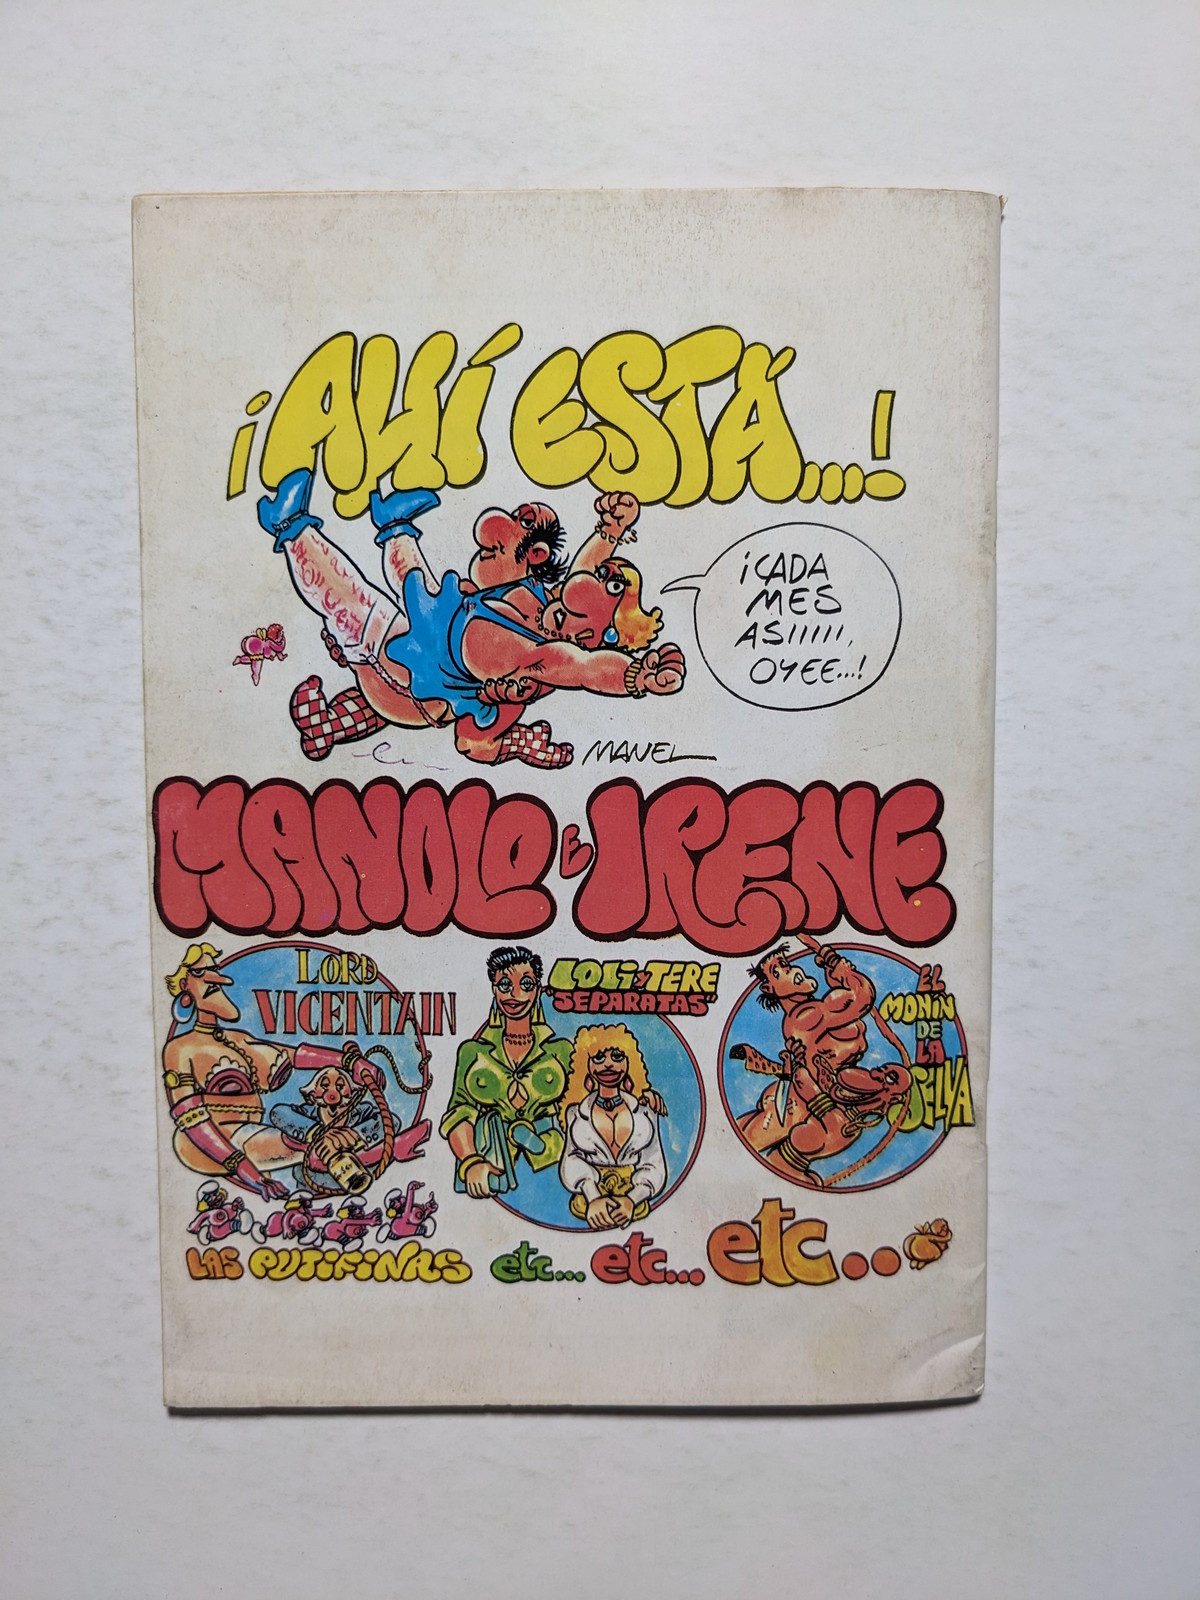 ¡AHÍ ESTÁ....!
¡CADA
MES
ASIIIIII,
OYEE...!
MANEL
MANOLO E IRENE
LORD
VICENTAIN
LOLI Y TERE
"SEPARATAS"
EL
MONÍN
DE
LA
SELVA
LAS PUTIFINAS etc... etc... etc...